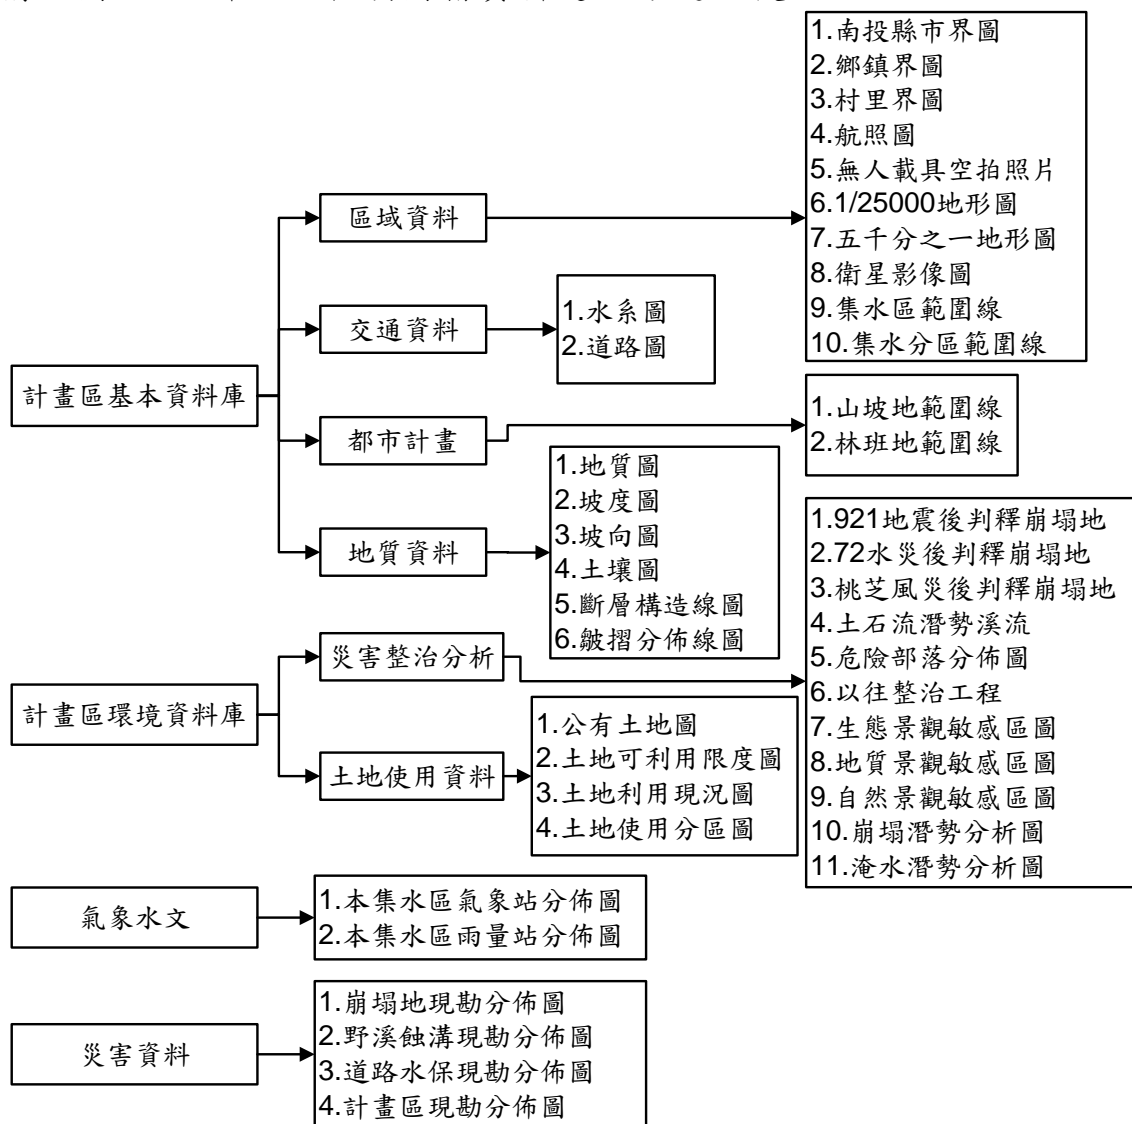 計畫區基本資料庫
區域資料
1.南投縣市界圖
2.鄉鎮界圖
3.村里界圖
4.航照圖
5.無人載具空拍照片
6.1/25000地形圖
7.五千分之一地形圖
8.衛星影像圖
9.集水區範圍線
10.集水分區範圍線
交通資料
1.水系圖
2.道路圖
都市計畫
1.山坡地範圍線
2.林班地範圍線
地質資料
1.地質圖
2.坡度圖
3.坡向圖
4.土壤圖
5.斷層構造線圖
6.皺摺分佈線圖
計畫區環境資料庫
災害整治分析
1.921地震後判釋崩塌地
2.72水災後判釋崩塌地
3.桃芝風災後判釋崩塌地
4.土石流潛勢溪流
5.危險部落分佈圖
6.以往整治工程
7.生態景觀敏感區圖
8.地質景觀敏感區圖
9.自然景觀敏感區圖
10.崩塌潛勢分析圖
11.淹水潛勢分析圖
土地使用資料
1.公有土地圖
2.土地可利用限度圖
3.土地利用現況圖
4.土地使用分區圖
氣象水文
1.本集水區氣象站分佈圖
2.本集水區雨量站分佈圖
災害資料
1.崩塌地現勘分佈圖
2.野溪蝕溝現勘分佈圖
3.道路水保現勘分佈圖
4.計畫區現勘分佈圖